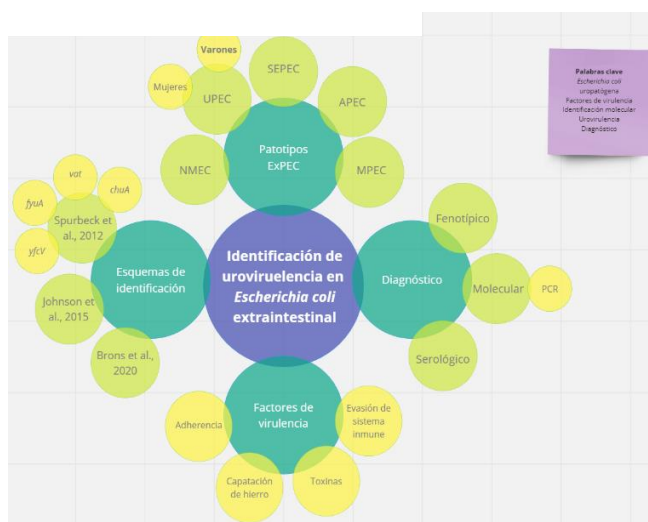 Varones
Mujeres
UPEC
SEPEC
APEC
NMEC
MPEC
Patotipos
ExPEC
Palabras clave
Escherichia coli
uropatógena
Factores de virulencia
Identificación molecular
Urovirulencia
Diagnóstico
vat
chuA
fyuA
yfcV
Spurbeck
et al., 2012
Johnson et
al., 2015
Brons et al.,
2020
Esquemas de
identificación
Identificación de
uroviruelencia en
Escherichia coli
extraintestinal
Diagnóstico
Fenotípico
Molecular
PCR
Serológico
Factores de
virulencia
Adherencia
Capatación
de hierro
Toxinas
Evasión de
sistema
inmune